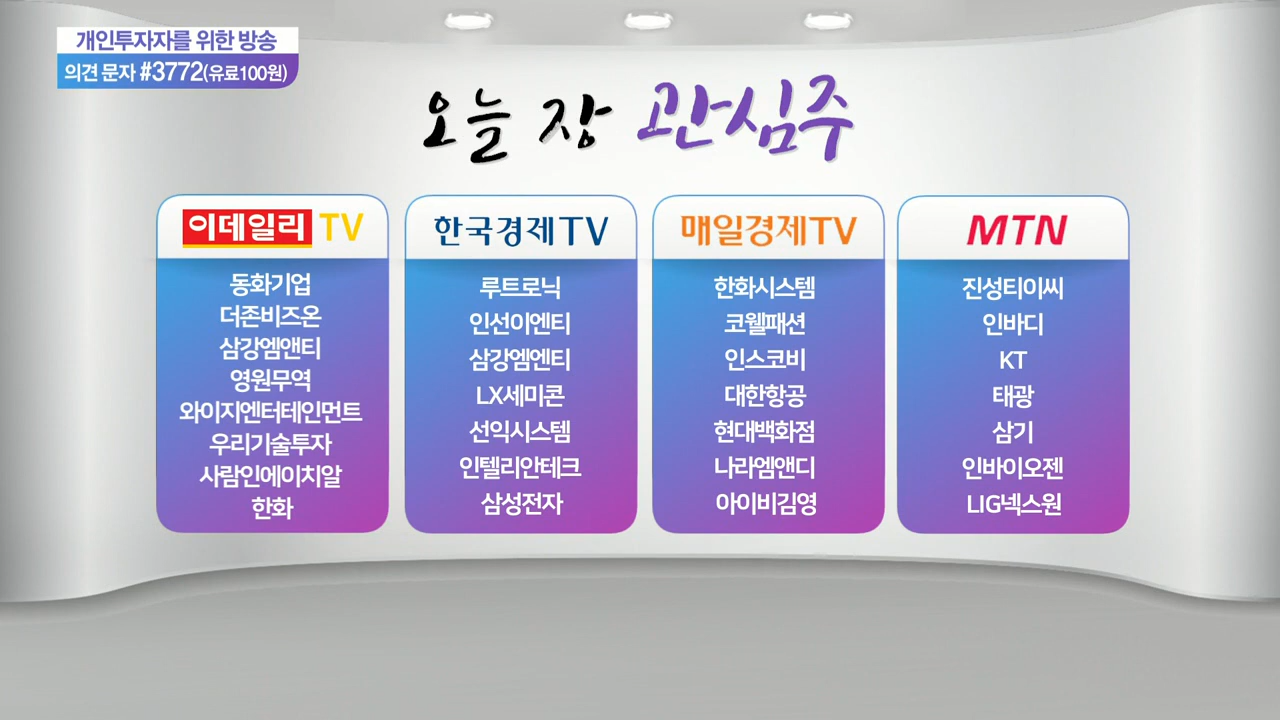 개인투자자를 위한 방송
의견 문자 #3772(유료100원)
오늘 장 관심주
이데일리 TV
동화기업
더존비즈온
삼강엠앤티
영원무역
와이지엔터테인먼트
우리기술투자
사람인에이치알
한화
한국경제TV
루트로닉
인선이엔티
삼강엠엔티
LX세미콘
선익시스템
인텔리안테크
삼성전자
매일경제TV
한화시스템
코웰패션
인스코비
대한항공
현대백화점
나라엠앤디
아이비김영
MTN
진성티이씨
인바디
KT
태광
삼기
인바이오젠
LIG넥스원